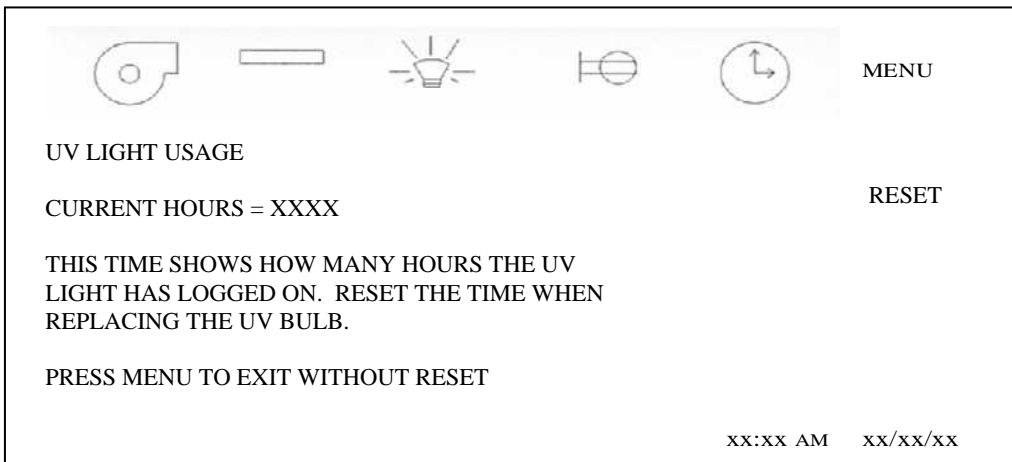 MENU
UV LIGHT USAGE
RESET
CURRENT HOURS = XXXX
THIS TIME SHOWS HOW MANY HOURS THE UV
LIGHT HAS LOGGED ON.  RESET THE TIME WHEN
REPLACING THE UV BULB.
PRESS MENU TO EXIT WITHOUT RESET
xx:xx AM xx/xx/xx